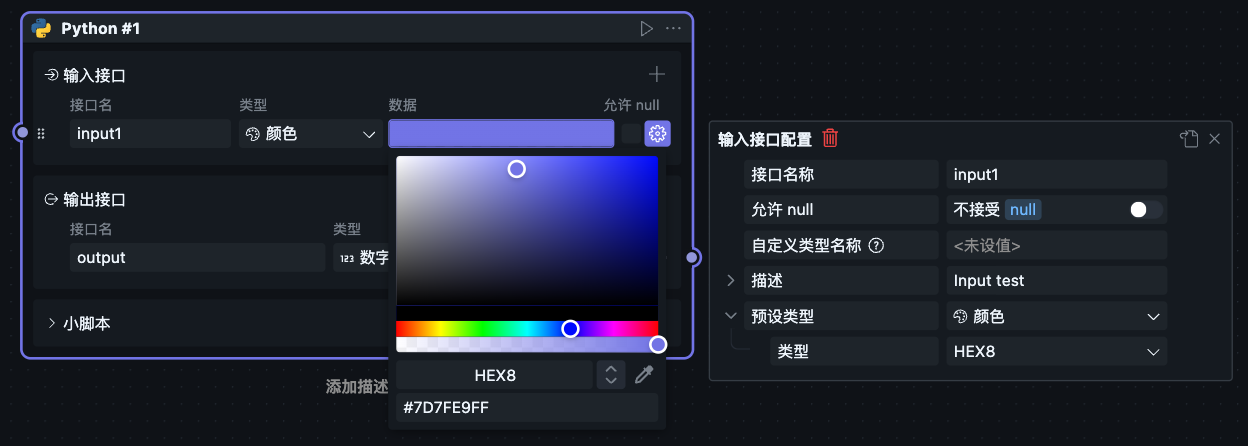 Python #1
输入接口
接口名 类型 数据 允许 null
input1 颜色
输出接口
接口名 类型
output 123 数字
小脚本
添加描述
HEX8
#7D7FE9FF
输入接口配置
接口名称 input1
允许 null 不接受 null
自定义类型名称 <未设值>
描述 Input test
预设类型 颜色
类型 HEX8